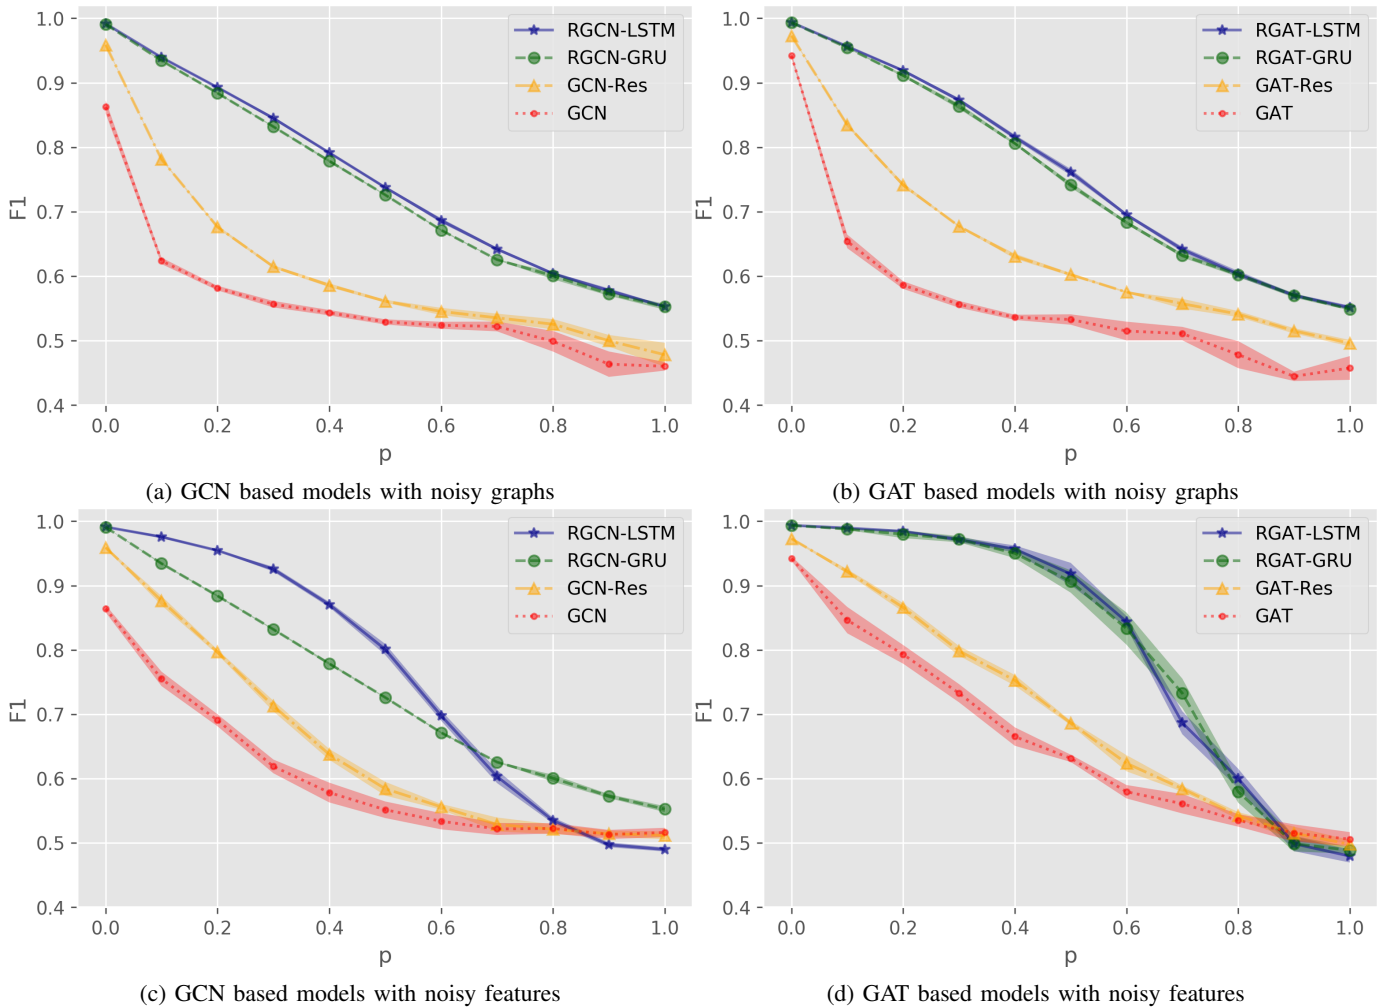 1.0
0.9
0.8
0.7
0.6
0.5
0.4
F1
0.0 0.2 0.4 0.6 0.8 1.0
p
RGCN-LSTM
RGCN-GRU
GCN-Res
GCN
(a) GCN based models with noisy graphs
1.0
0.9
0.8
0.7
0.6
0.5
0.4
F1
0.0 0.2 0.4 0.6 0.8 1.0
p
RGAT-LSTM
RGAT-GRU
GAT-Res
GAT
(b) GAT based models with noisy graphs
1.0
0.9
0.8
0.7
0.6
0.5
0.4
F1
0.0 0.2 0.4 0.6 0.8 1.0
p
RGCN-LSTM
RGCN-GRU
GCN-Res
GCN
(c) GCN based models with noisy features
1.0
0.9
0.8
0.7
0.6
0.5
0.4
F1
0.0 0.2 0.4 0.6 0.8 1.0
p
RGAT-LSTM
RGAT-GRU
GAT-Res
GAT
(d) GAT based models with noisy features